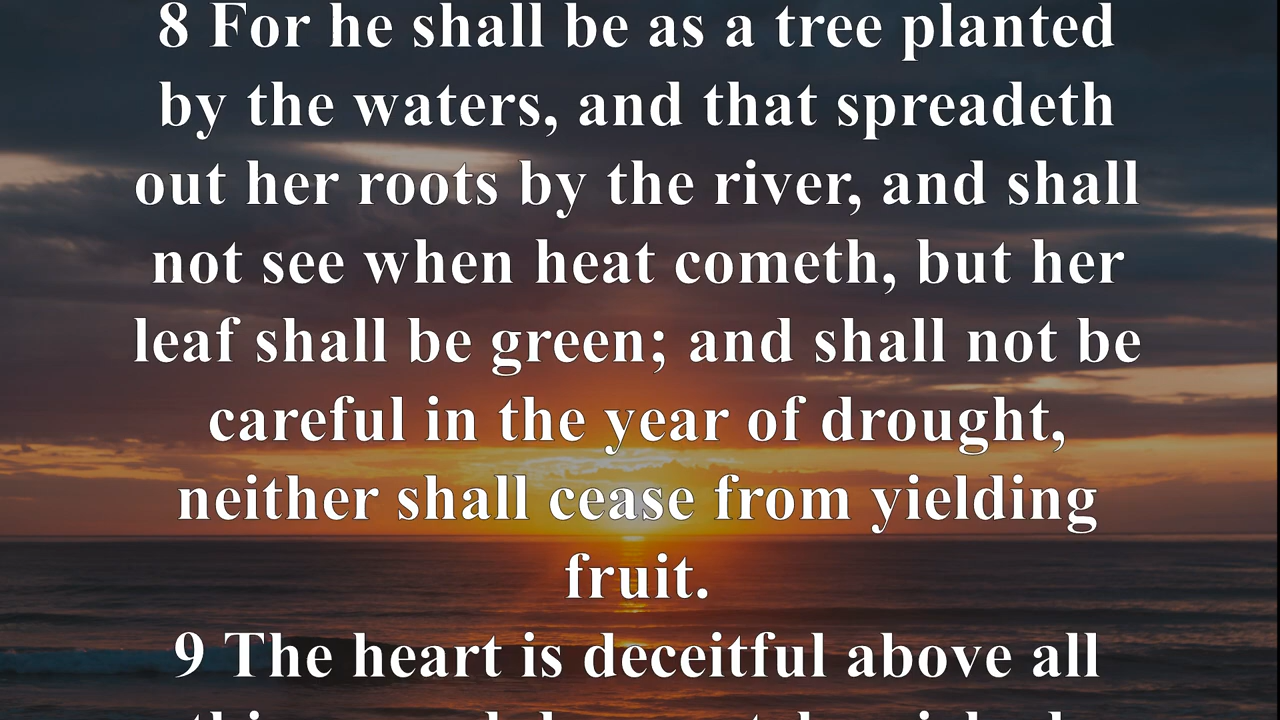 8 For he shall be as a tree planted
by the waters, and that spreadeth
out her roots by the river, and shall
not see when heat cometh, but her
leaf shall be green; and shall not be
careful in the year of drought,
neither shall cease from yielding
fruit.
9 The heart is deceitful above all